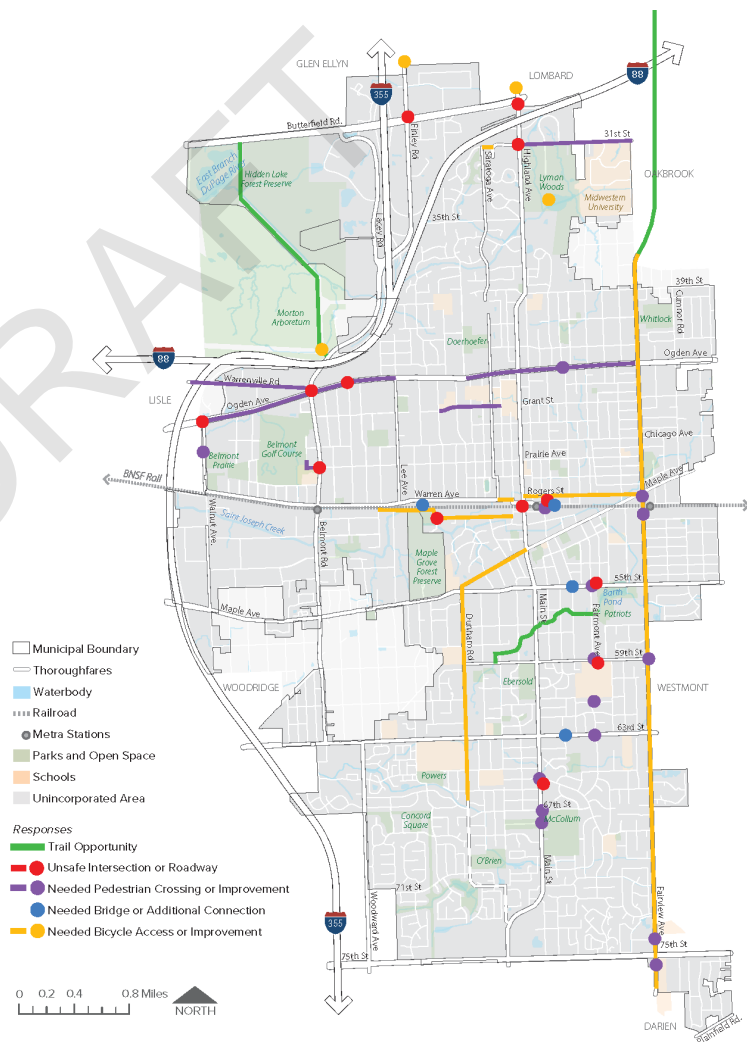 DRAFT
GLEN ELLYN
LOMBARD
88
355
Butterfield Rd.
Finley Rd
31st St
East Branch
DuPage River
Hidden Lake
Forest Preserve
Saratoga Ave
Highland Ave
Lyman
Woods
OAKBROOK
Midwestern
University
35th St
Lacey Rd
39th St
Cumnor Rd
Morton
Arboretum
Whitlock
Doerhoefer
88
Ogden Ave
Warrenville Rd
LISLE
Ogden Ave
Grant St.
Chicago Ave
Belmont
Prairie
Belmont
Golf Course
Prairie Ave
Lee Ave
Maple Ave
BNSF Rail
Warren Ave
Rogers St
Walnut Ave.
Saint Joseph Creek
Belmont Rd
Maple
Grove
Forest
Preserve
55th St
Barth
Pond
Maple Ave
Main St
Patriots
Dunham Rd
Fairmont Ave
59th St
Municipal Boundary
Thoroughfares
Waterbody
Railroad
Metra Stations
Parks and Open Space
Schools
Unincorporated Area
WOODRIDGE
Ebersold
WESTMONT
63rd St
Powers
67th St
McCollum
Concord
Square
O'Brien
Main St
71st St
Woodward Ave
Fairview Ave
Responses
Trail Opportunity
Unsafe Intersection or Roadway
Needed Pedestrian Crossing or Improvement
Needed Bridge or Additional Connection
Needed Bicycle Access or Improvement
355
75th St
75th St
0 0.2 0.4 0.8 Miles
NORTH
DARIEN
Plainfield Rd.